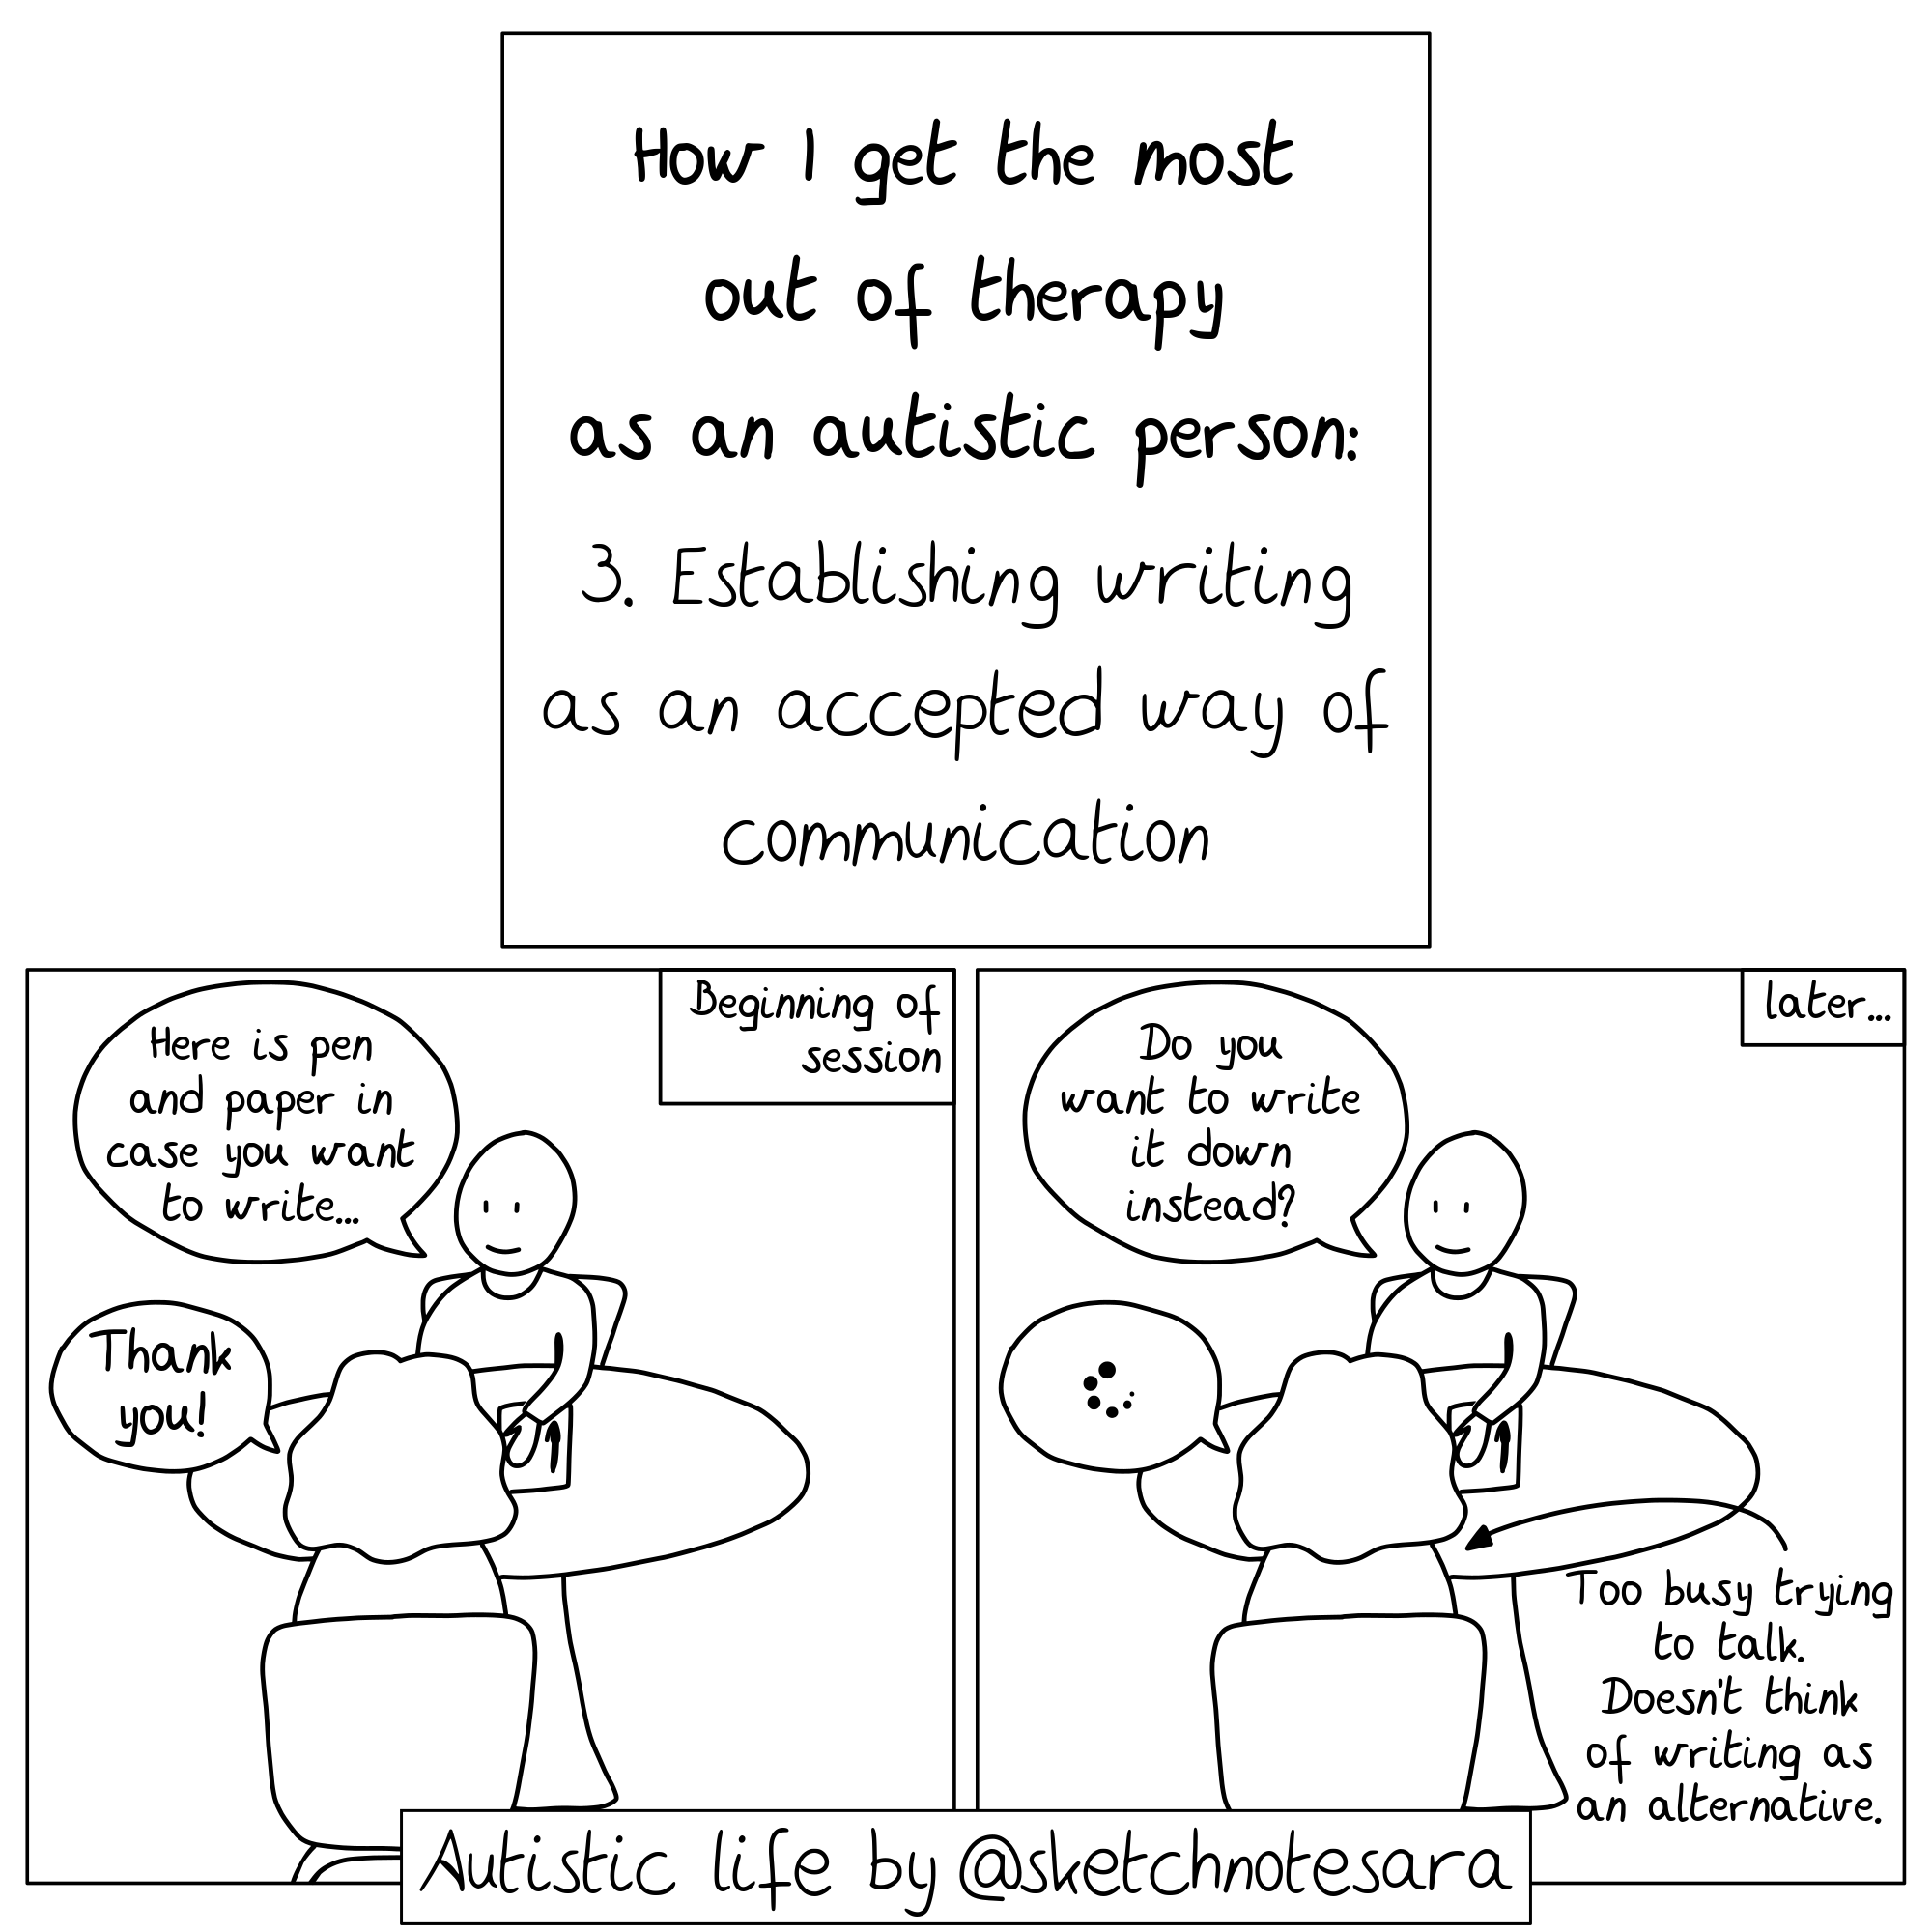 How I get the most
out of therapy
as an autistic person:
3. Establishing writing
as an accepted way of
communication
Beginning of
session
Here is pen
and paper in
case you want
to write...
Thank
you!
later...
Do you
want to write
it down
instead?
Too busy trying
to talk.
Doesn't think
of writing as
an alternative.
Autistic life by @sketchnotesara